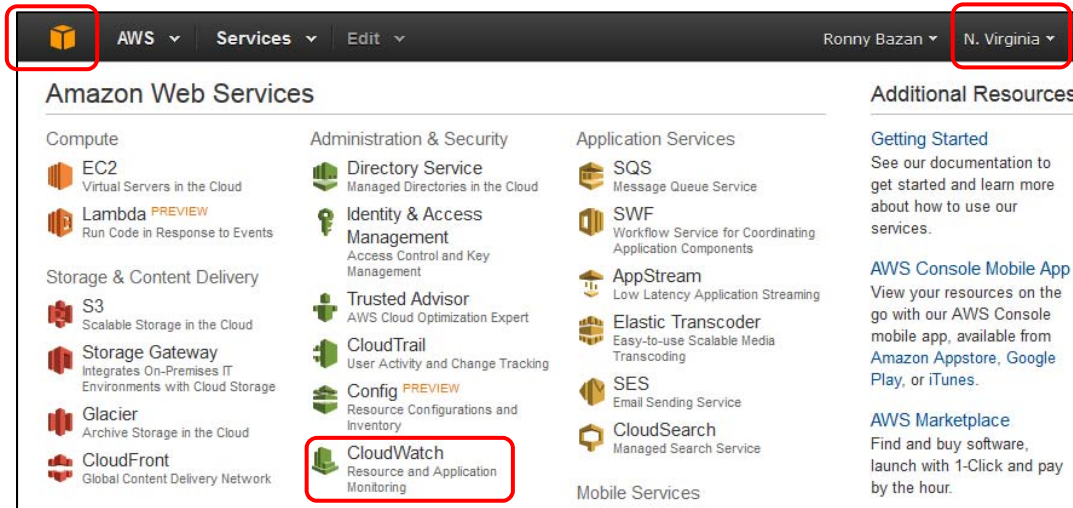 AWS Services Edit Ronny Bazan N. Virginia
Amazon Web Services
Compute
EC2
Virtual Servers in the Cloud
Lambda PREVIEW
Run Code in Response to Events
Storage & Content Delivery
S3
Scalable Storage in the Cloud
Storage Gateway
Integrates On-Premises IT
Environments with Cloud Storage
Glacier
Archive Storage in the Cloud
CloudFront
Global Content Delivery Network
Administration & Security
Directory Service
Managed Directories in the Cloud
Identity & Access
Management
Access Control and Key
Management
Trusted Advisor
AWS Cloud Optimization Expert
CloudTrail
User Activity and Change Tracking
Config PREVIEW
Resource Configurations and
Inventory
CloudWatch
Resource and Application
Monitoring
Application Services
SQS
Message Queue Service
SWF
Workflow Service for Coordinating
Application Components
AppStream
Low Latency Application Streaming
Elastic Transcoder
Easy-to-use Scalable Media
Transcoding
SES
Email Sending Service
CloudSearch
Managed Search Service
Mobile Services
Additional Resources
Getting Started
See our documentation to
get started and learn more
about how to use our
services.
AWS Console Mobile App
View your resources on the
go with our AWS Console
mobile app, available from
Amazon Appstore, Google
Play, or iTunes.
AWS Marketplace
Find and buy software,
launch with 1-Click and pay
by the hour.